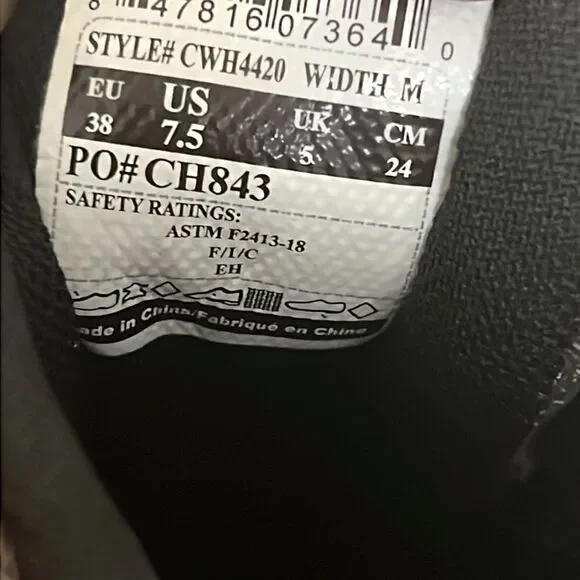 8 47816 07364 0
STYLE# CWH4420 WIDTH M
EU US UK CM
38 7.5 5 24
PO# CH843
SAFETY RATINGS:
ASTM F2413-18
F/I/C
EH
ade in China/Fabriqué en Chine